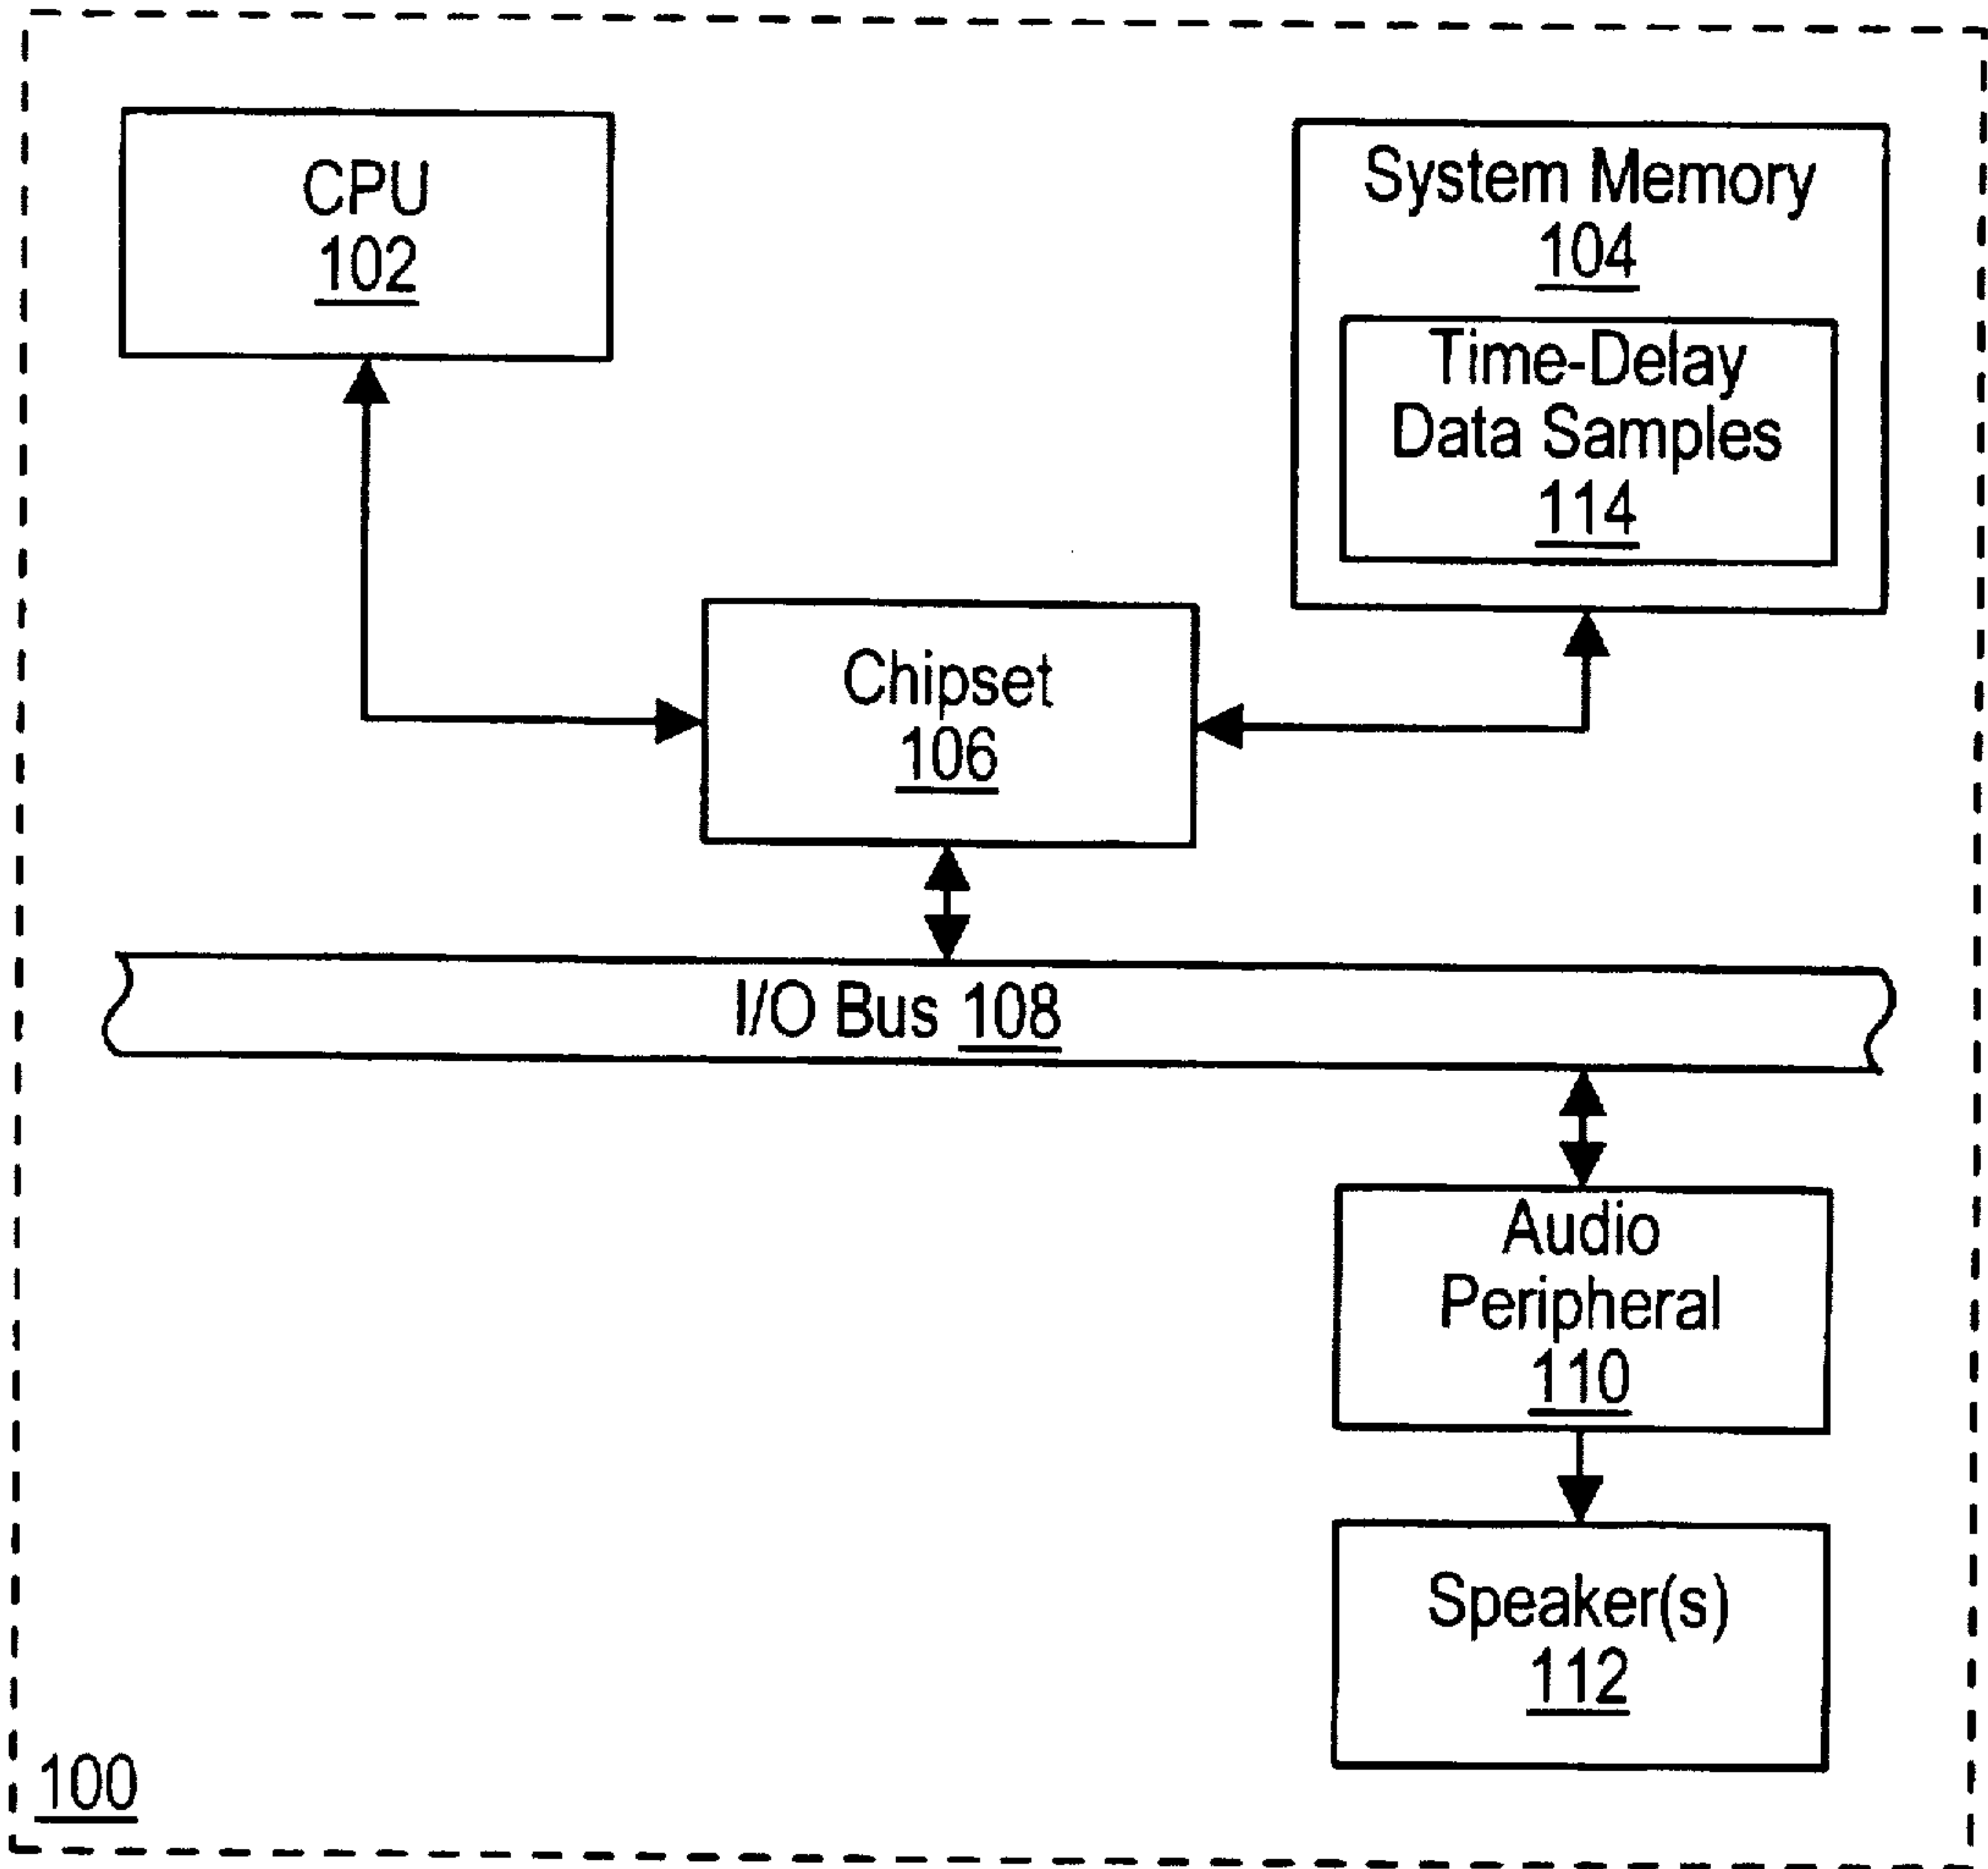 CPU
102
System Memory
104
Time-Delay
Data Samples
114
Chipset
106
I/O Bus 108
Audio
Peripheral
110
Speaker(s)
112
100